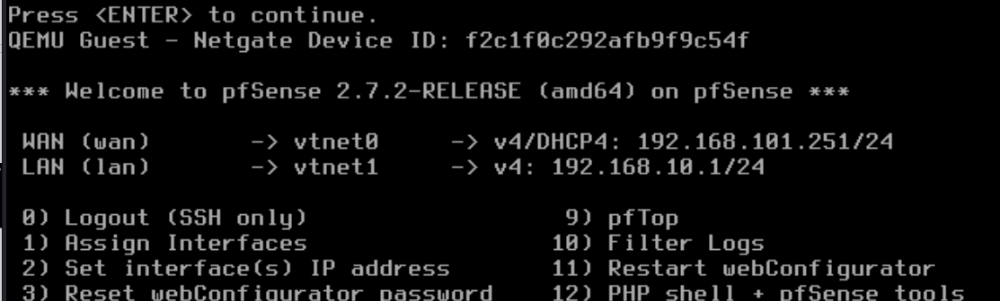 Press <ENTER> to continue.
QEMU Guest - Netgate Device ID: f2c1f0c292afb9f9c54f
*** Welcome to pfSense 2.7.2-RELEASE (amd64) on pfSense ***
WAN (wan)       -> vtnet0     -> v4/DHCP4: 192.168.101.251/24
LAN (lan)       -> vtnet1     -> v4: 192.168.10.1/24
0) Logout (SSH only)                  9) pfTop
1) Assign Interfaces                 10) Filter Logs
2) Set interface(s) IP address       11) Restart webConfigurator
3) Reset webConfigurator password    12) PHP shell + pfSense tools